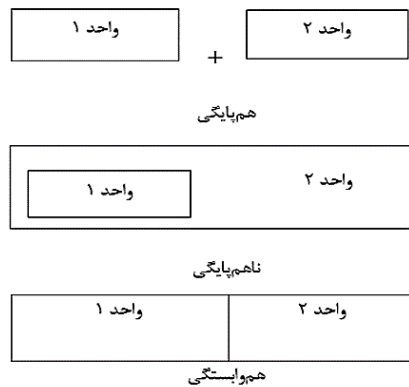 واحد ۱ + واحد ۲
هم‌پایگی
واحد ۱ واحد ۲
ناهم‌پایگی
واحد ۱ واحد ۲
هم‌وابستگی